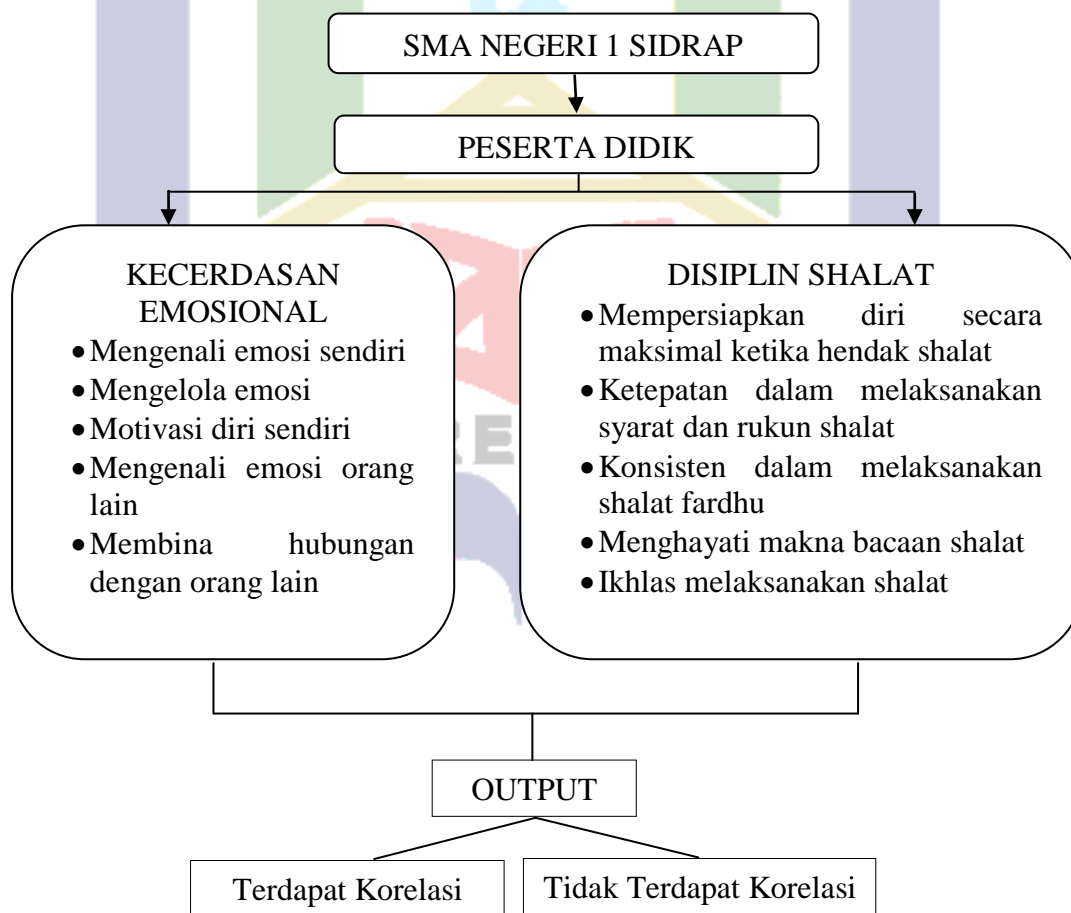 SMA NEGERI 1 SIDRAP
PESERTA DIDIK
KECERDASAN
EMOSIONAL
•Mengenali emosi sendiri
•Mengelola emosi
•Motivasi diri sendiri
•Mengenali emosi orang
lain
•Membina hubungan
dengan orang lain
DISIPLIN SHALAT
•Mempersiapkan diri secara
maksimal ketika hendak shalat
•Ketepatan dalam melaksanakan
syarat dan rukun shalat
•Konsisten dalam melaksanakan
shalat fardhu
•Menghayati makna bacaan shalat
•Ikhlas melaksanakan shalat
OUTPUT
Terdapat Korelasi
Tidak Terdapat Korelasi